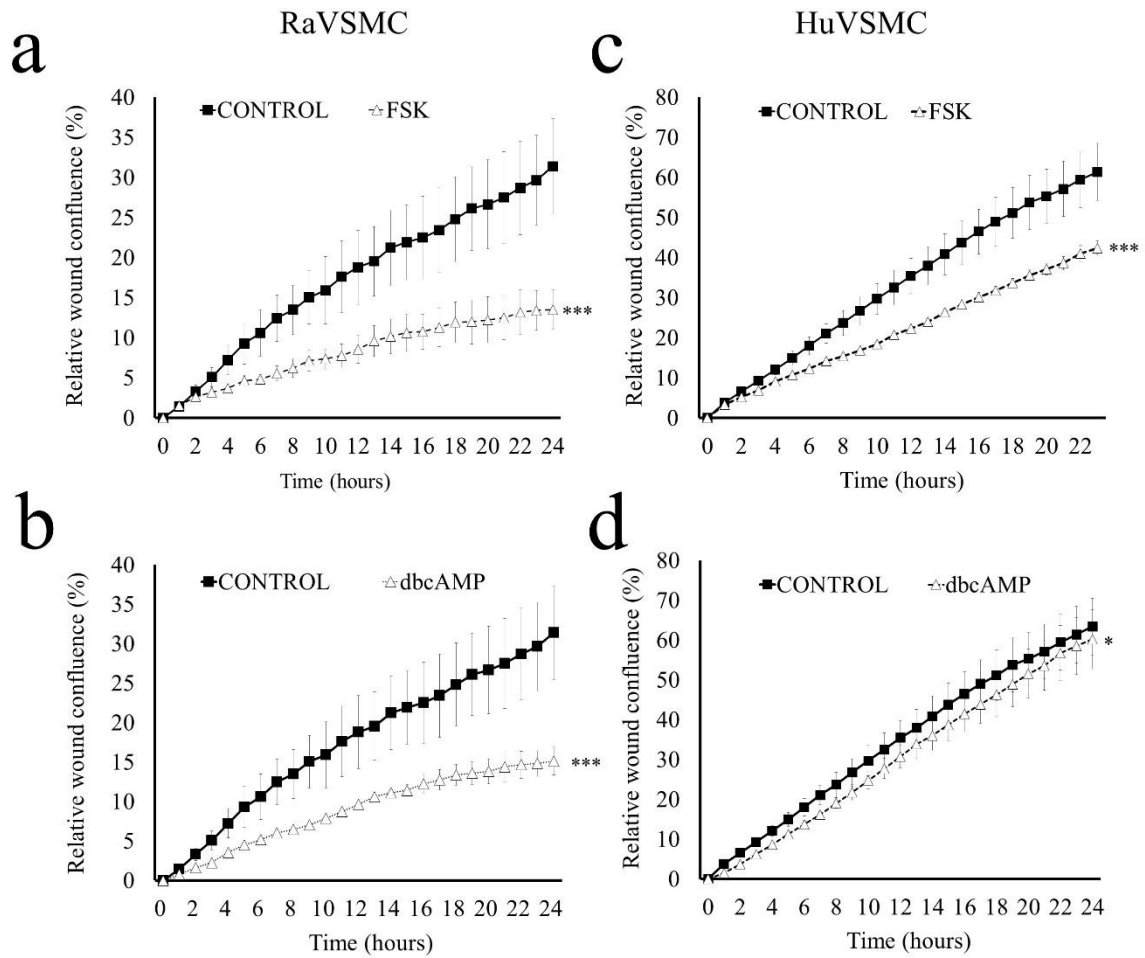 RaVSMC
HuVSMC
a
Relative wound confluence (%)
40
35
30
25
20
15
10
5
0
CONTROL
FSK
***
0 2 4 6 8 10 12 14 16 18 20 22 24
Time (hours)
c
Relative wound confluence (%)
80
70
60
50
40
30
20
10
0
CONTROL
FSK
***
0 2 4 6 8 10 12 14 16 18 20 22
Time (hours)
b
Relative wound confluence (%)
40
35
30
25
20
15
10
5
0
CONTROL
dbcAMP
***
0 2 4 6 8 10 12 14 16 18 20 22 24
Time (hours)
d
Relative wound confluence (%)
80
70
60
50
40
30
20
10
0
CONTROL
dbcAMP
*
0 2 4 6 8 10 12 14 16 18 20 22 24
Time (hours)